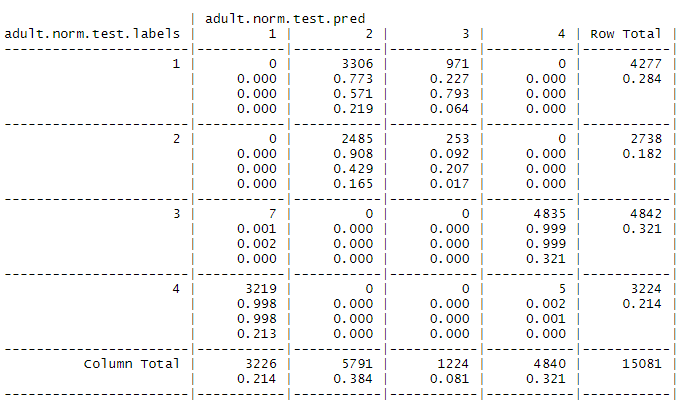 | adult.norm.test.pred
adult.norm.test.labels | 1 | 2 | 3 | 4 | Row Total |
-----------------------|-----------|-----------|-----------|-----------|-----------|
1 | 0 | 3306 | 971 | 0 | 4277 |
| 0.000 | 0.773 | 0.227 | 0.000 | 0.284 |
| 0.000 | 0.571 | 0.793 | 0.000 | |
| 0.000 | 0.219 | 0.064 | 0.000 | |
-----------------------|-----------|-----------|-----------|-----------|-----------|
2 | 0 | 2485 | 253 | 0 | 2738 |
| 0.000 | 0.908 | 0.092 | 0.000 | 0.182 |
| 0.000 | 0.429 | 0.207 | 0.000 | |
| 0.000 | 0.165 | 0.017 | 0.000 | |
-----------------------|-----------|-----------|-----------|-----------|-----------|
3 | 7 | 0 | 0 | 4835 | 4842 |
| 0.001 | 0.000 | 0.000 | 0.999 | 0.321 |
| 0.002 | 0.000 | 0.000 | 0.999 | |
| 0.000 | 0.000 | 0.000 | 0.321 | |
-----------------------|-----------|-----------|-----------|-----------|-----------|
4 | 3219 | 0 | 0 | 5 | 3224 |
| 0.998 | 0.000 | 0.000 | 0.002 | 0.214 |
| 0.998 | 0.000 | 0.000 | 0.001 | |
| 0.213 | 0.000 | 0.000 | 0.000 | |
-----------------------|-----------|-----------|-----------|-----------|-----------|
Column Total | 3226 | 5791 | 1224 | 4840 | 15081 |
| 0.214 | 0.384 | 0.081 | 0.321 | |
-----------------------|-----------|-----------|-----------|-----------|-----------|